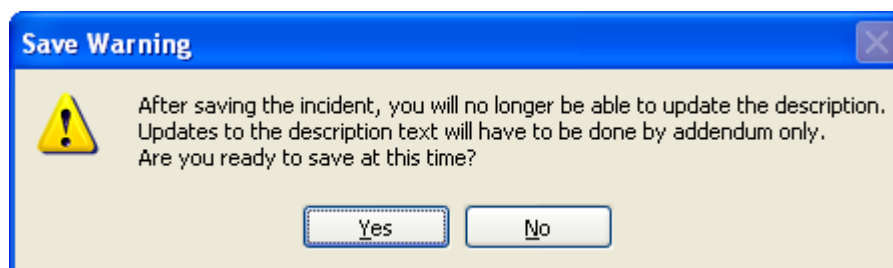 Save Warning
After saving the incident, you will no longer be able to update the description.
Updates to the description text will have to be done by addendum only.
Are you ready to save at this time?
Yes
No